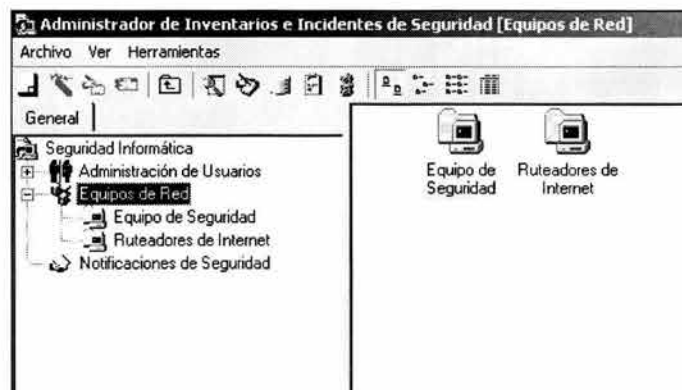 Administrador de Inventarios e Incidentes de Seguridad [Equipos de Red]
Archivo Ver Herramientas
General
Seguridad Informática
Administración de Usuarios
Equipos de Red
Equipo de Seguridad
Ruteadores de Internet
Notificaciones de Seguridad
Equipo de
Seguridad
Ruteadores de
Internet